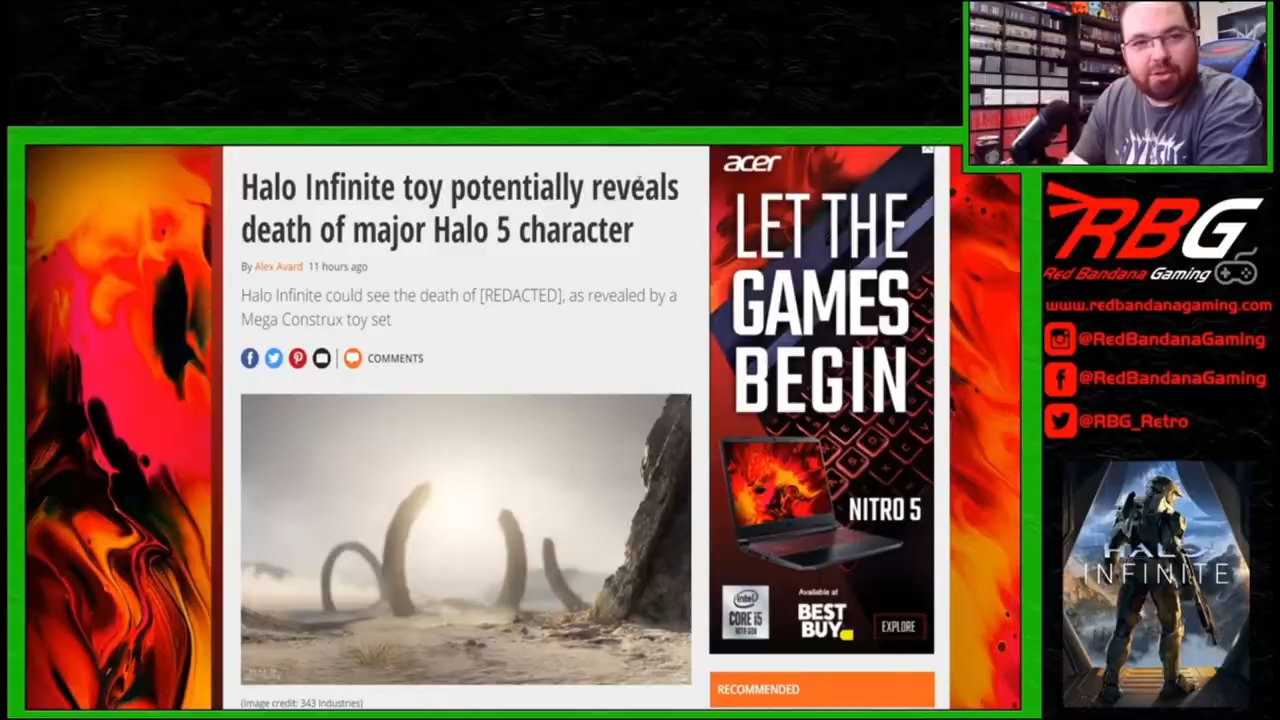 Halo Infinite toy potentially reveals
death of major Halo 5 character
By Alex Avard 11 hours ago
Halo Infinite could see the death of [REDACTED], as revealed by a
Mega Construx toy set
COMMENTS
(Image credit: 343 Industries)
acer
LET THE
GAMES
BEGIN
NITRO 5
intel
CORE i5
10TH GEN
Available at
BEST
BUY
EXPLORE
RECOMMENDED
RBG
Red Bandana Gaming
www.redbandanagaming.com
@RedBandanaGaming
@RedBandanaGaming
@RBG_Retro
HALO
INFINITE